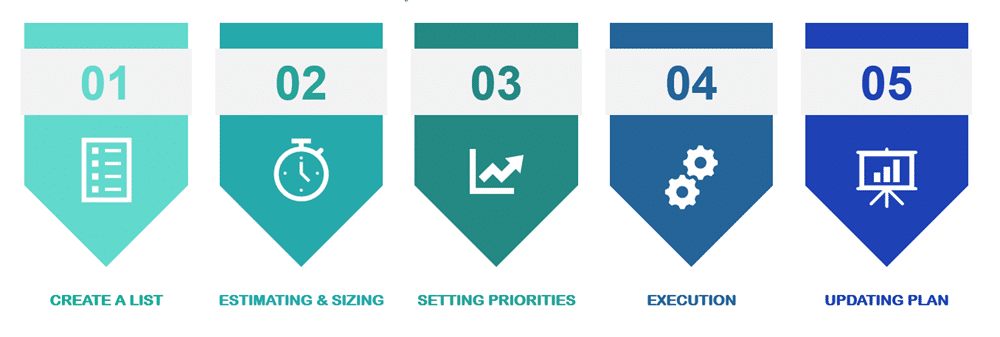 01
02
03
04
05
CREATE A LIST
ESTIMATING & SIZING
SETTING PRIORITIES
EXECUTION
UPDATING PLAN